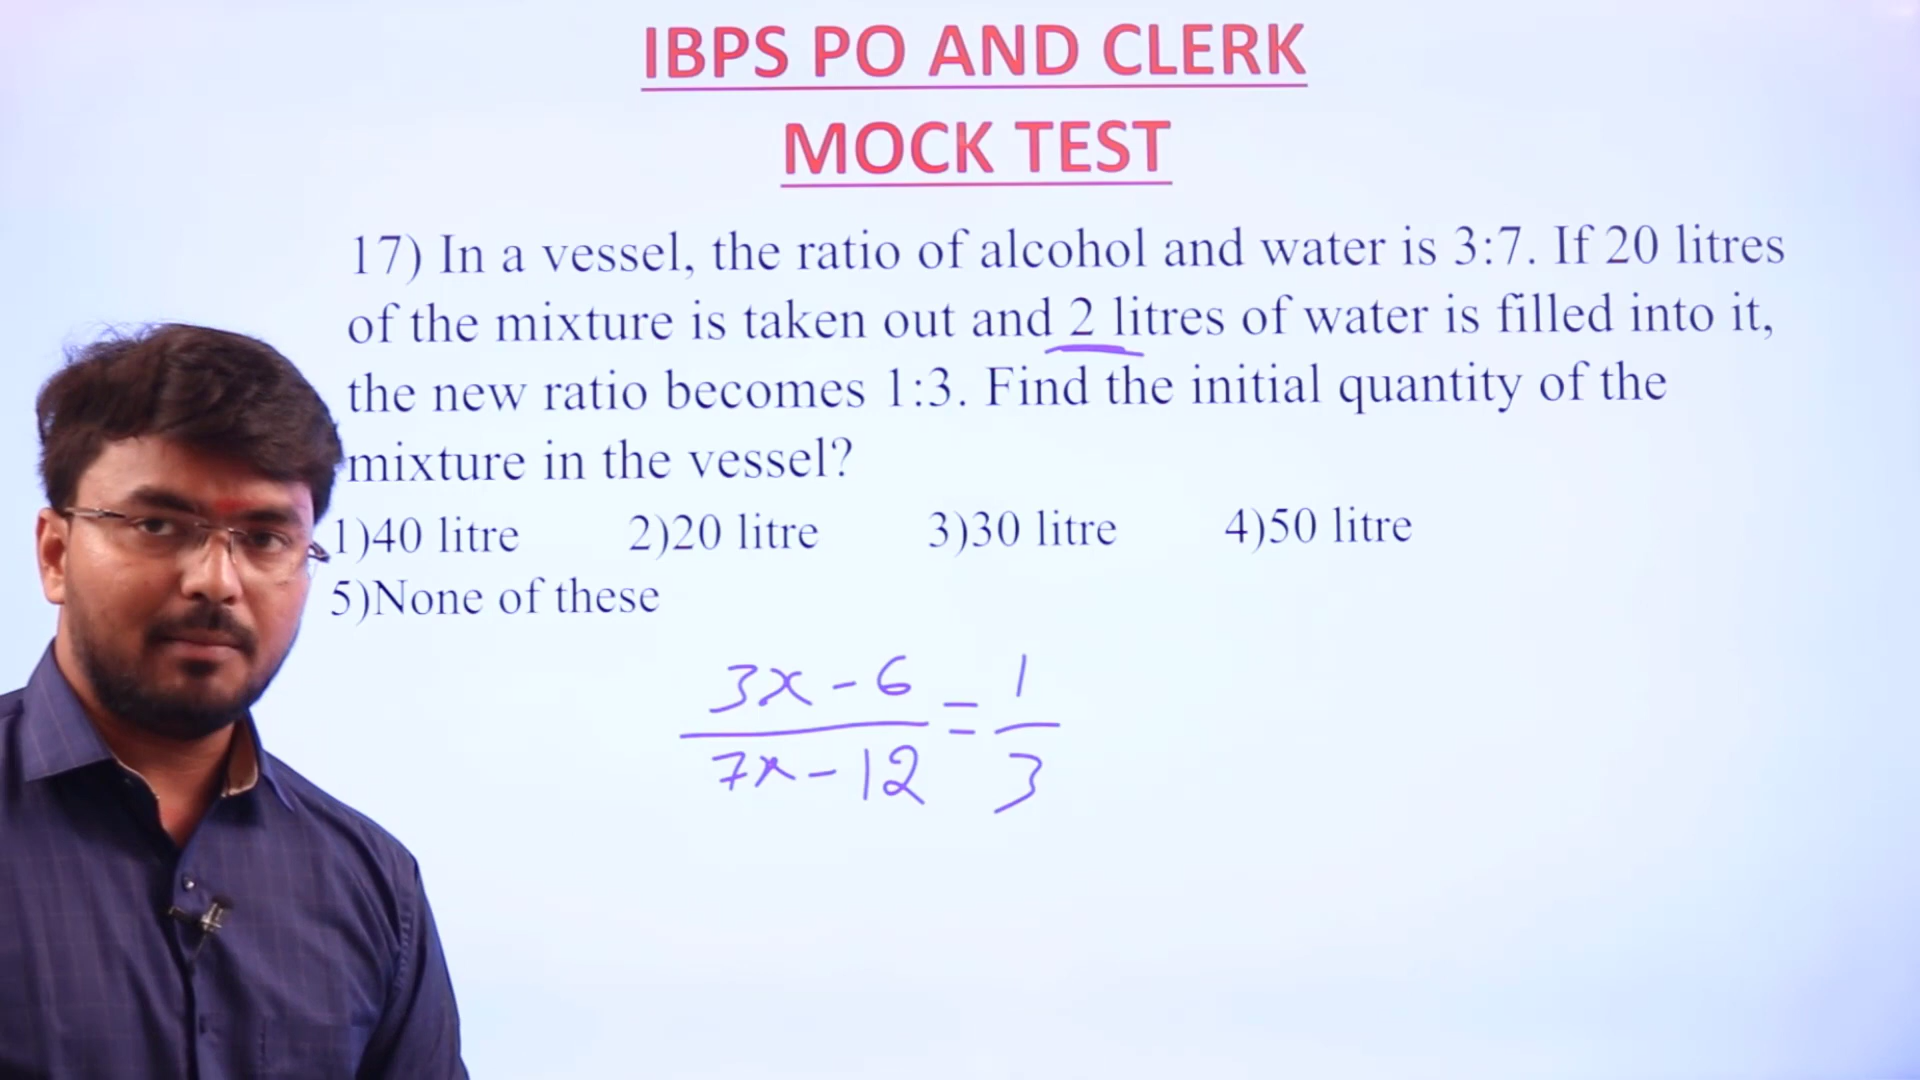 IBPS PO AND CLERK
MOCK TEST
17) In a vessel, the ratio of alcohol and water is 3:7. If 20 litres
of the mixture is taken out and 2 litres of water is filled into it,
the new ratio becomes 1:3. Find the initial quantity of the
mixture in the vessel?
1)40 litre 2)20 litre 3)30 litre 4)50 litre
5)None of these
3x - 6 / 7x - 12 = 1 / 3